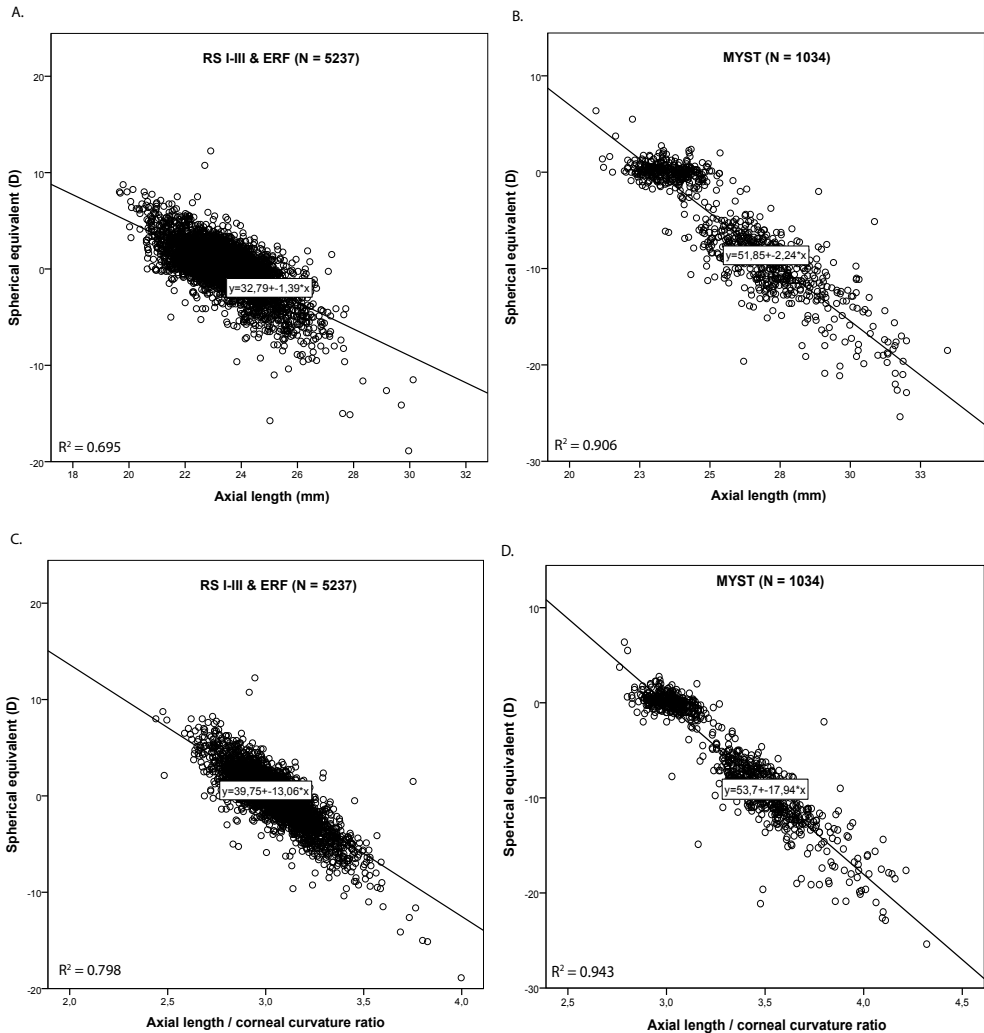 A.
RS I-III & ERF (N = 5237)
20
10
0
-10
-20
Spherical equivalent (D)
y=32,79+-1,39*x
R² = 0.695
18 20 22 24 26 28 30 32
Axial length (mm)
B.
MYST (N = 1034)
10
0
-10
-20
-30
Spherical equivalent (D)
y=51,85+-2,24*x
R² = 0.906
20 23 25 28 30 33
Axial length (mm)
C.
RS I-III & ERF (N = 5237)
20
10
0
-10
-20
Spherical equivalent (D)
y=39,75+-13,06*x
R² = 0.798
2,0 2,5 3,0 3,5 4,0
Axial length / corneal curvature ratio
D.
MYST (N = 1034)
10
0
-10
-20
-30
Sperical equivalent (D)
y=53,7+-17,94*x
R² = 0.943
2,5 3,0 3,5 4,0 4,5
Axial length / corneal curvature ratio